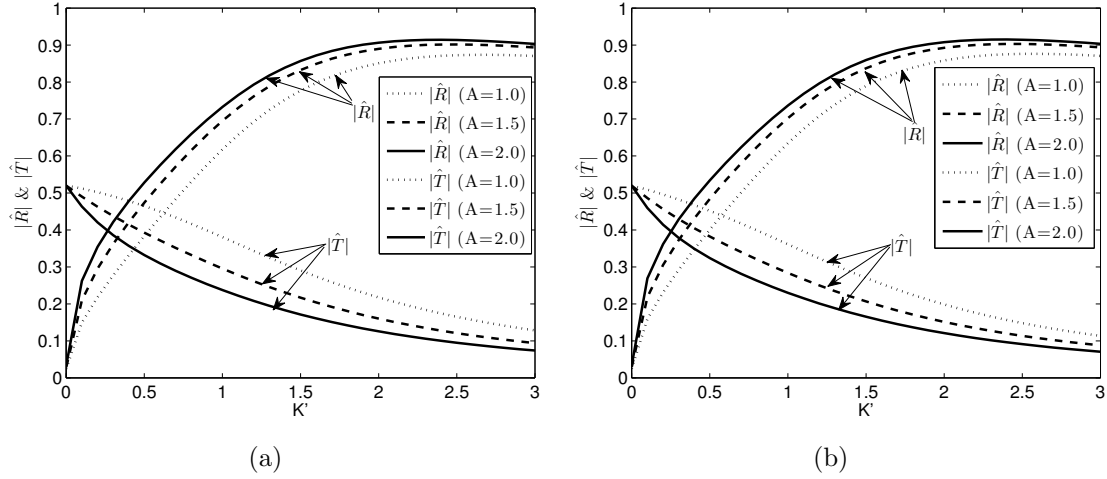 1
0.9
0.8
0.7
0.6
0.5
0.4
0.3
0.2
0.1
0
|R̂| & |T̂|
0 0.5 1 1.5 2 2.5 3
K'
|R̂|
|T̂|
|R̂| (A=1.0)
|R̂| (A=1.5)
|R̂| (A=2.0)
|T̂| (A=1.0)
|T̂| (A=1.5)
|T̂| (A=2.0)
(a)
1
0.9
0.8
0.7
0.6
0.5
0.4
0.3
0.2
0.1
0
|R̂| & |T̂|
0 0.5 1 1.5 2 2.5 3
K'
|R̂|
|T̂|
|R̂| (A=1.0)
|R̂| (A=1.5)
|R̂| (A=2.0)
|T̂| (A=1.0)
|T̂| (A=1.5)
|T̂| (A=2.0)
(b)